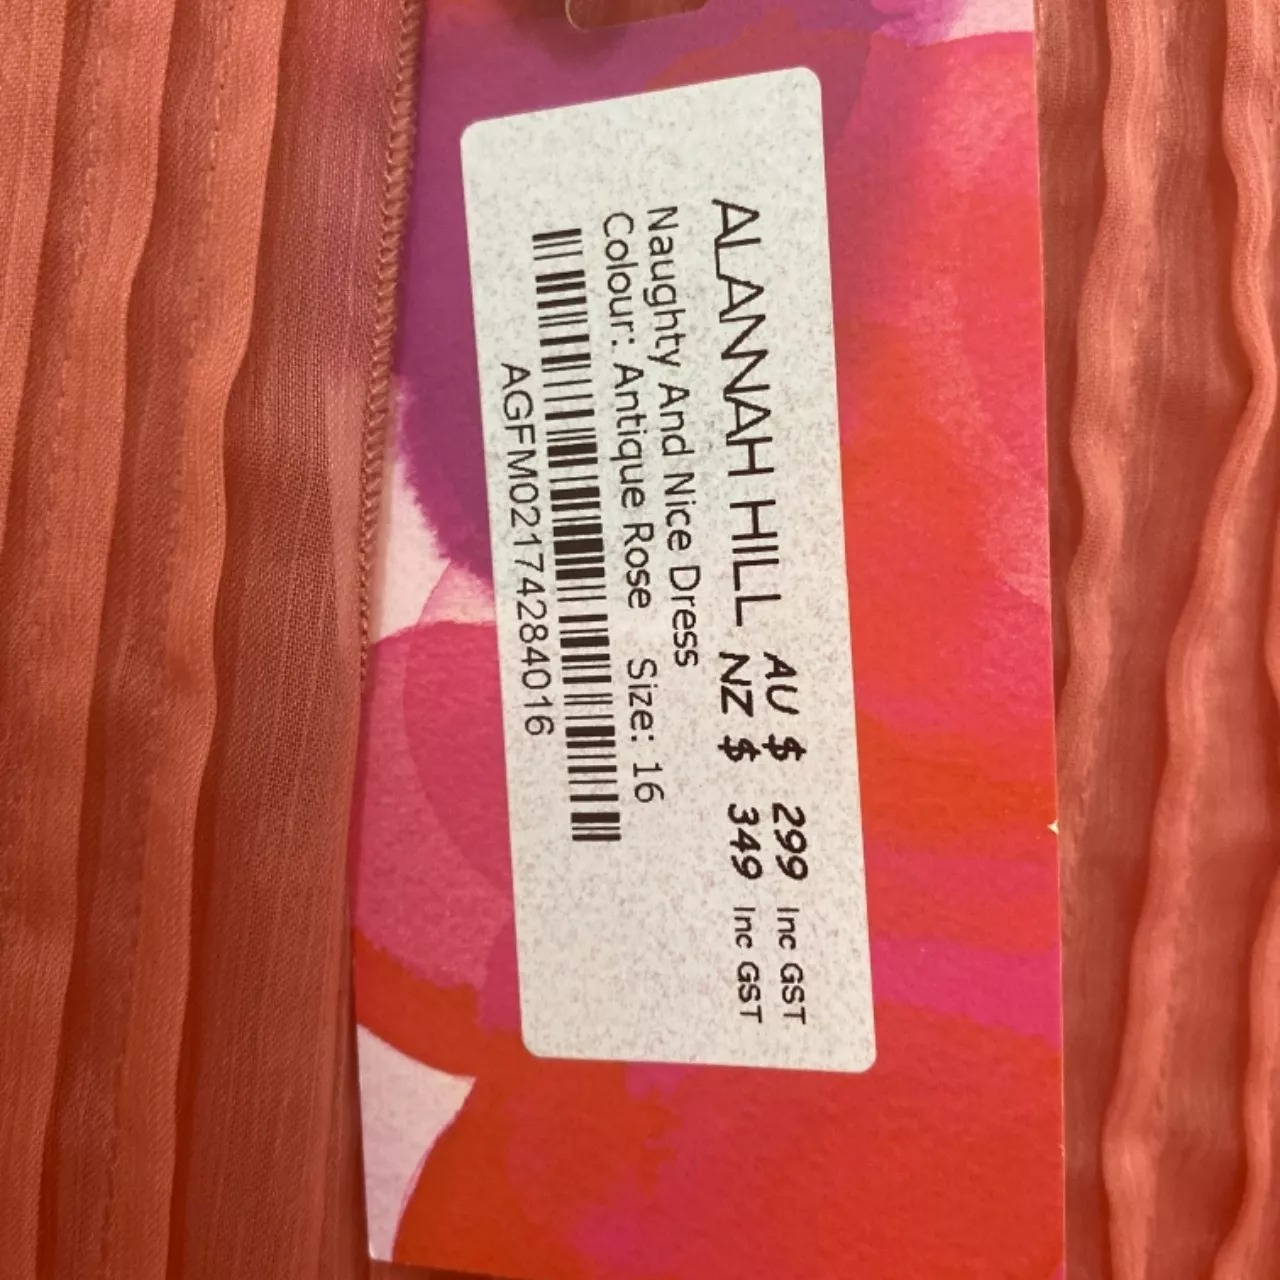 ALANNAH HILL
AU $ 299 Inc GST
NZ $ 349 Inc GST
Naughty And Nice Dress
Colour: Antique Rose Size: 16
AGFM02174284016